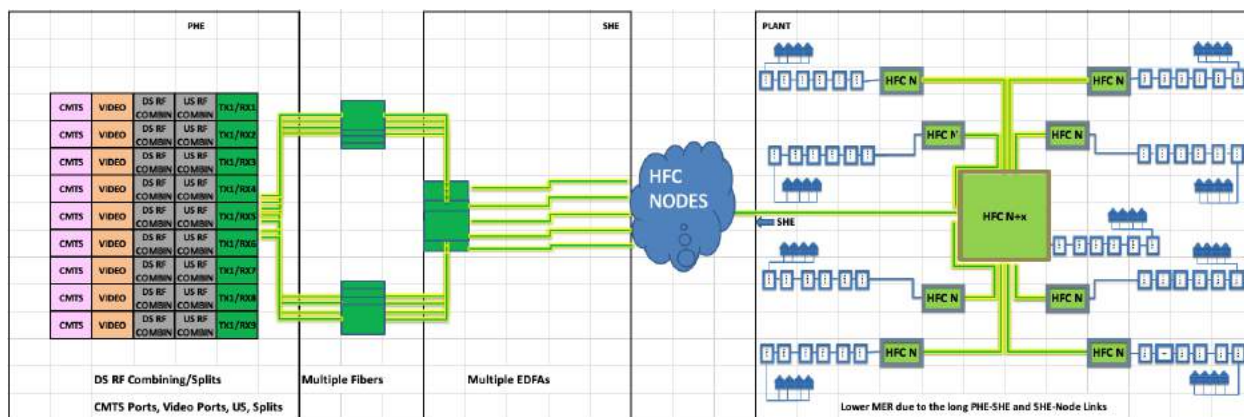 PHE
SHE
PLANT
CMTS VIDEO DS RF COMBIN US RF COMBIN TX1/RX1
CMTS VIDEO DS RF COMBIN US RF COMBIN TX1/RX2
CMTS VIDEO DS RF COMBIN US RF COMBIN TX1/RX3
CMTS VIDEO DS RF COMBIN US RF COMBIN TX1/RX4
CMTS VIDEO DS RF COMBIN US RF COMBIN TX1/RX5
CMTS VIDEO DS RF COMBIN US RF COMBIN TX1/RX6
CMTS VIDEO DS RF COMBIN US RF COMBIN TX1/RX7
CMTS VIDEO DS RF COMBIN US RF COMBIN TX1/RX8
CMTS VIDEO DS RF COMBIN US RF COMBIN TX1/RX9
HFC
NODES
SHE
HFC N
HFC N
HFC N
HFC N
HFC N+x
HFC N
HFC N
HFC N
HFC N
DS RF Combining/Splits
Multiple Fibers
Multiple EDFAs
CMTS Ports, Video Ports, US, Splits
Lower MER due to the long PHE-SHE and SHE-Node Links